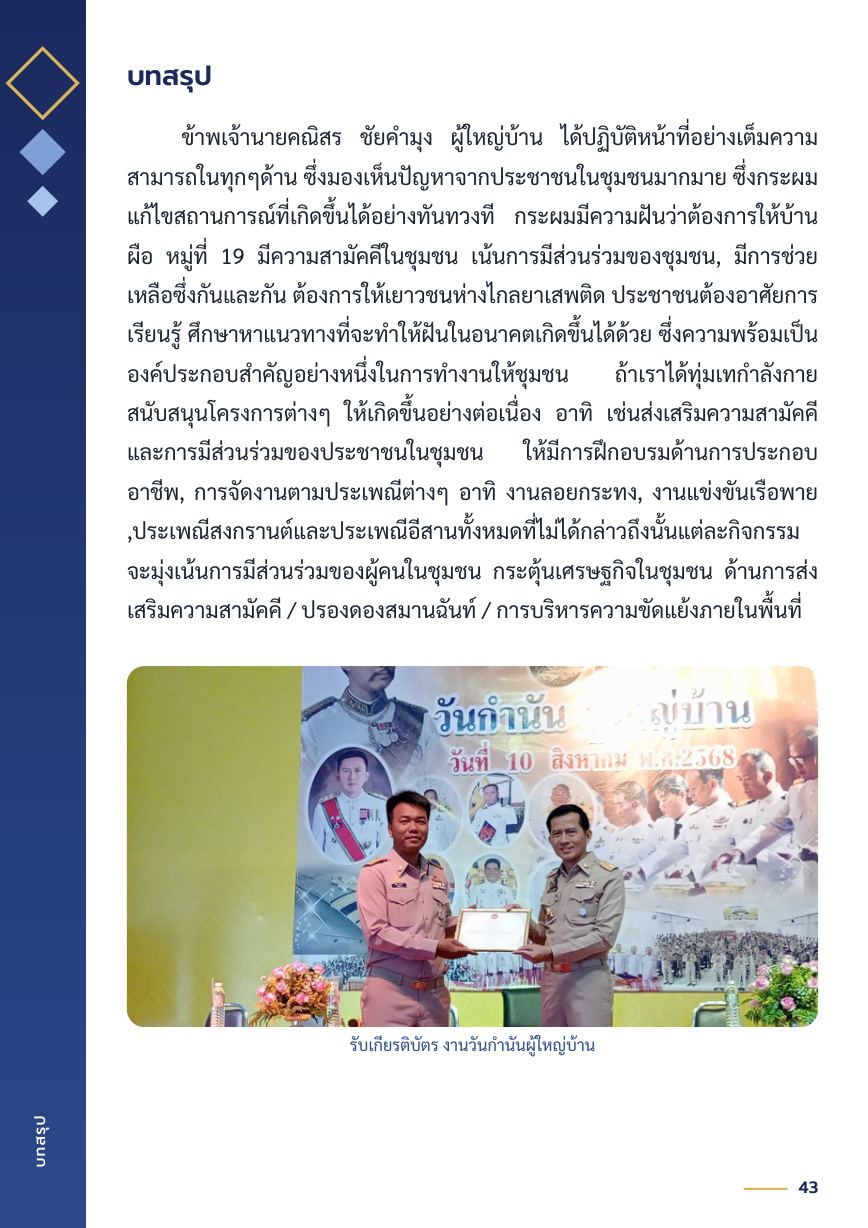 บทสรุป
ข้าพเจ้านายคณิสร ชัยคำมุง ผู้ใหญ่บ้าน ได้ปฏิบัติหน้าที่อย่างเต็มความ
สามารถในทุกๆด้าน ซึ่งมองเห็นปัญหาจากประชาชนในชุมชนมากมาย ซึ่งกระผม
แก้ไขสถานการณ์ที่เกิดขึ้นได้อย่างทันทวงที กระผมมีความฝันว่าต้องการให้บ้าน
ผือ หมู่ที่ 19 มีความสามัคคีในชุมชน เน้นการมีส่วนร่วมของชุมชน, มีการช่วย
เหลือซึ่งกันและกัน ต้องการให้เยาวชนห่างไกลยาเสพติด ประชาชนต้องอาศัยการ
เรียนรู้ ศึกษาหาแนวทางที่จะทำให้ฝันในอนาคตเกิดขึ้นได้ด้วย ซึ่งความพร้อมเป็น
องค์ประกอบสำคัญอย่างหนึ่งในการทำงานให้ชุมชน ถ้าเราได้ทุ่มเทกำลังกาย
สนับสนุนโครงการต่างๆ ให้เกิดขึ้นอย่างต่อเนื่อง อาทิ เช่นส่งเสริมความสามัคคี
และการมีส่วนร่วมของประชาชนในชุมชน ให้มีการฝึกอบรมด้านการประกอบ
อาชีพ, การจัดงานตามประเพณีต่างๆ อาทิ งานลอยกระทง, งานแข่งขันเรือพาย
,ประเพณีสงกรานต์และประเพณีอีสานทั้งหมดที่ไม่ได้กล่าวถึงนั้นแต่ละกิจกรรม
จะมุ่งเน้นการมีส่วนร่วมของผู้คนในชุมชน กระตุ้นเศรษฐกิจในชุมชน ด้านการส่ง
เสริมความสามัคคี / ปรองดองสมานฉันท์ / การบริหารความขัดแย้งภายในพื้นที่
วันกำนัน
วันที่ 10 สิงหาคม พ.ศ.2568
รับเกียรติบัตร งานวันกำนันผู้ใหญ่บ้าน
บทสรุป
43